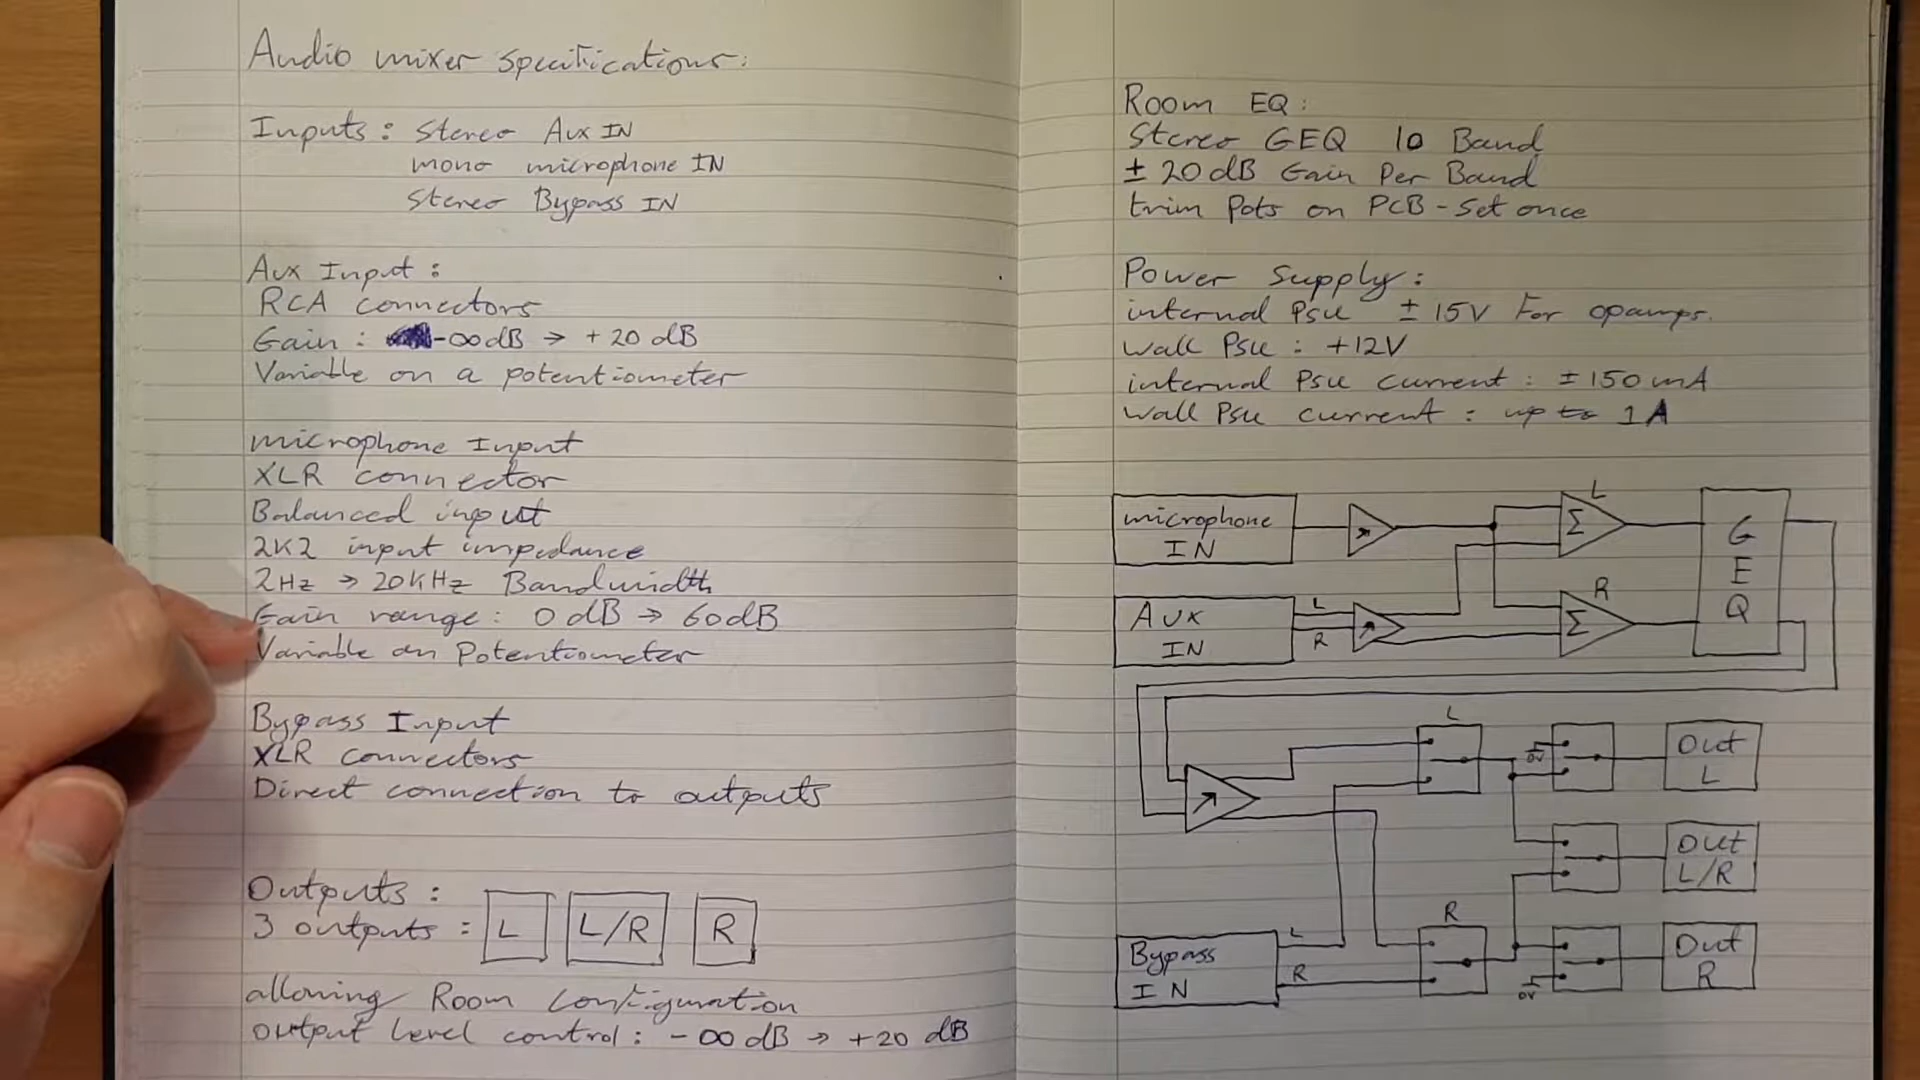 Audio mixer specifications:
Inputs: Stereo Aux IN
mono microphone IN
Stereo Bypass IN
Aux Input:
RCA connectors
Gain: -∞dB → +20 dB
Variable on a potentiometer
microphone Input
XLR connector
Balanced input
2K2 input impedance
2Hz → 20KHz Bandwidth
Gain range: 0dB → 60dB
Variable on Potentiometer
Bypass Input
XLR connectors
Direct connection to outputs
Outputs:
3 outputs: L L/R R
allowing Room configuration
output level control: -∞dB → +20 dB
Room EQ:
Stereo GEQ 10 Band
± 20dB Gain Per Band
trim Pots on PCB - Set once
Power Supply:
internal Psu ± 15V For opamps.
wall Psu: +12V
internal Psu current: ±150mA
wall Psu current: up to 1A
L
microphone
IN
Σ
GEQ
R
Aux
IN
L
R
Σ
L
0V
Out
L
Out
L/R
R
Bypass
IN
L
R
0V
Out
R